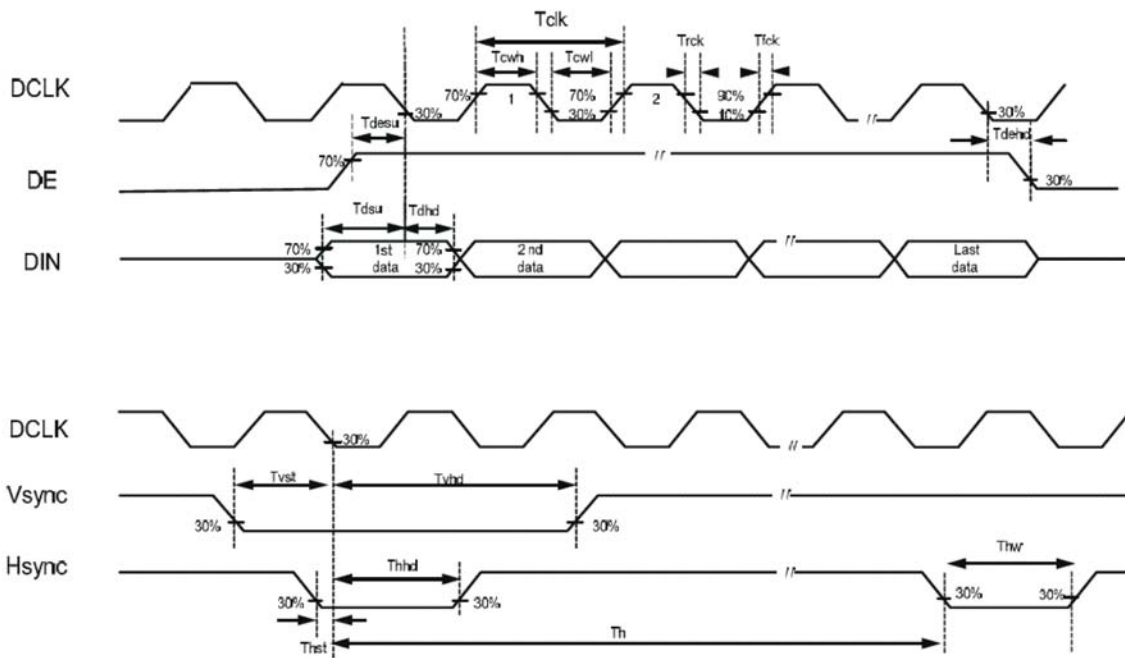 Tclk
Trck Tfck
Tcwh Tcwl
DCLK 70% 1 70% 2 90%
30% 30% 10% // 30%
Tdesu Tdehd
70% //
DE 30%
Tdsu Tdhd
70% 1st 70% 2nd // Last
DIN 30% data 30% data data
DCLK 30% //
Tvst Tvhd
Vsync //
30% 30%
Hsync Thhd // Thw
30% 30% 30% 30%
Thst Th